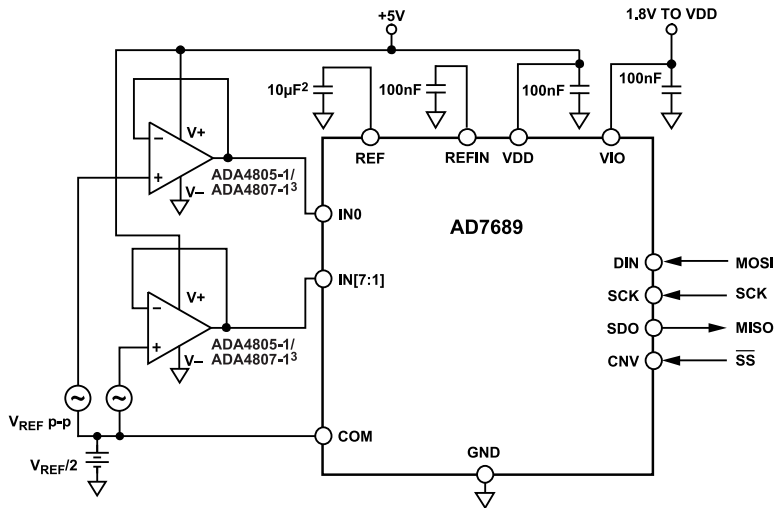 +5V
1.8V TO VDD
10µF²
100nF
100nF
100nF
V+
REF
REFIN
VDD
VIO
−
+
V–
ADA4805-1/
ADA4807-1³
IN0
AD7689
IN[7:1]
DIN
MOSI
V+
SCK
SCK
−
SDO
MISO
ADA4805-1/
ADA4807-1³
+
V–
CNV
SS
~
~
VREF p-p
COM
GND
VREF/2